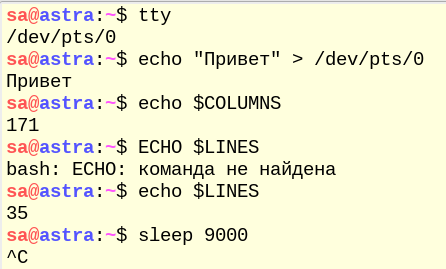 sa@astra:~$ tty
/dev/pts/0
sa@astra:~$ echo "Привет" > /dev/pts/0
Привет
sa@astra:~$ echo $COLUMNS
171
sa@astra:~$ ECHO $LINES
bash: ECHO: команда не найдена
sa@astra:~$ echo $LINES
35
sa@astra:~$ sleep 9000
^C